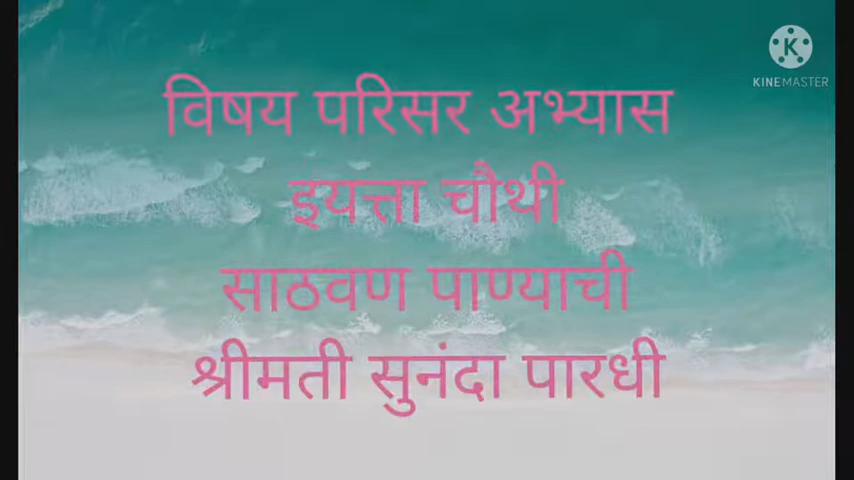 विषय परिसर अभ्यास
इयत्ता चौथी
साठवण पाण्याची
श्रीमती सुनंदा पारधी
K
KINEMASTER